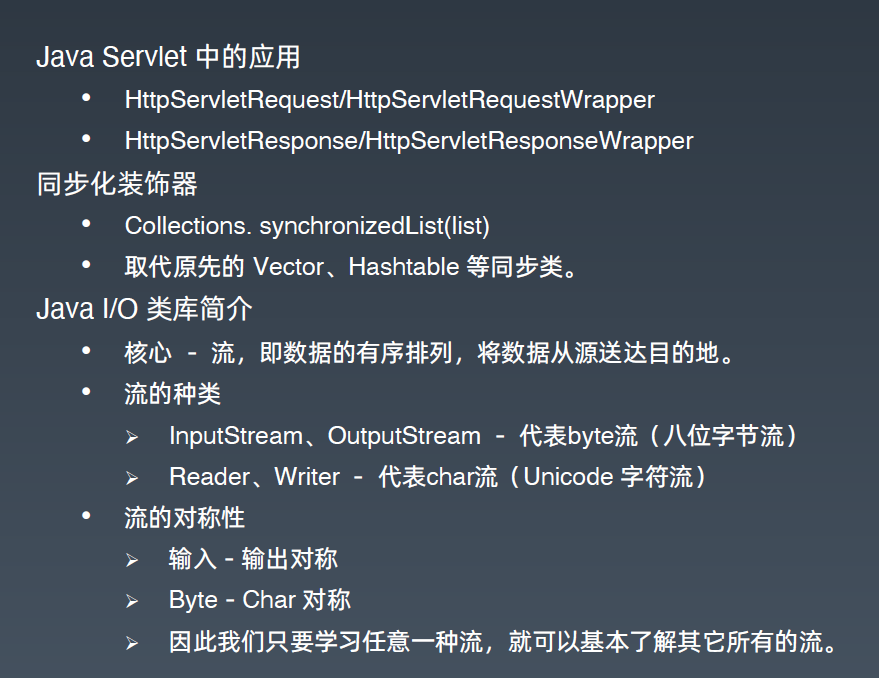 Java Servlet 中的应用
• HttpServletRequest/HttpServletRequestWrapper
• HttpServletResponse/HttpServletResponseWrapper
同步化装饰器
• Collections. synchronizedList(list)
• 取代原先的 Vector、Hashtable 等同步类。
Java I/O 类库简介
• 核心 - 流，即数据的有序排列，将数据从源送达目的地。
• 流的种类
➢ InputStream、OutputStream - 代表byte流（八位字节流）
➢ Reader、Writer - 代表char流（Unicode 字符流）
• 流的对称性
➢ 输入 - 输出对称
➢ Byte - Char 对称
➢ 因此我们只要学习任意一种流，就可以基本了解其它所有的流。